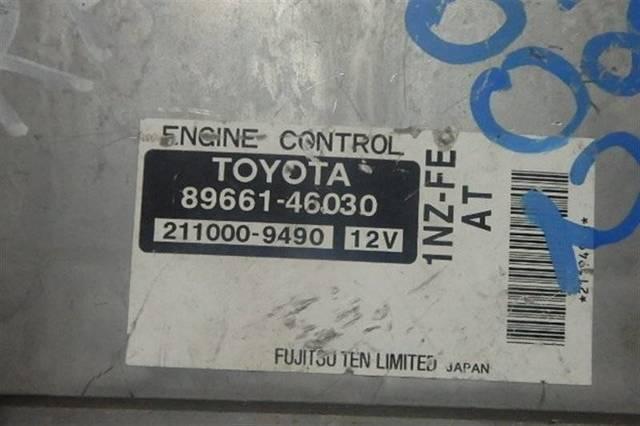 ENGINE CONTROL
TOYOTA
89661-46030
211000-9490 12V
1NZ-FE
AT
FUJITSU TEN LIMITED JAPAN